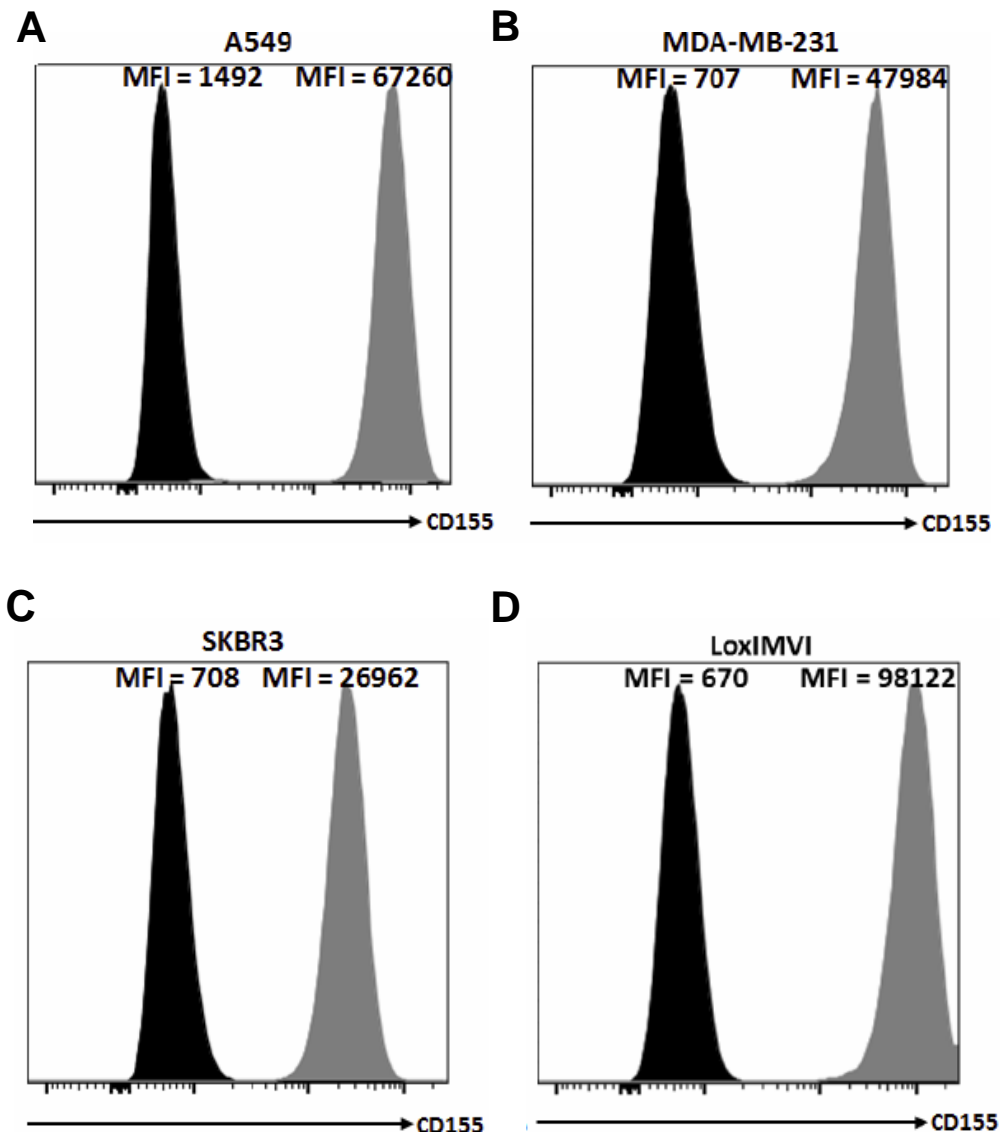 A
A549
MFI = 1492 MFI = 67260
CD155
B
MDA-MB-231
MFI = 707 MFI = 47984
CD155
C
SKBR3
MFI = 708 MFI = 26962
CD155
D
LoxIMVI
MFI = 670 MFI = 98122
CD155